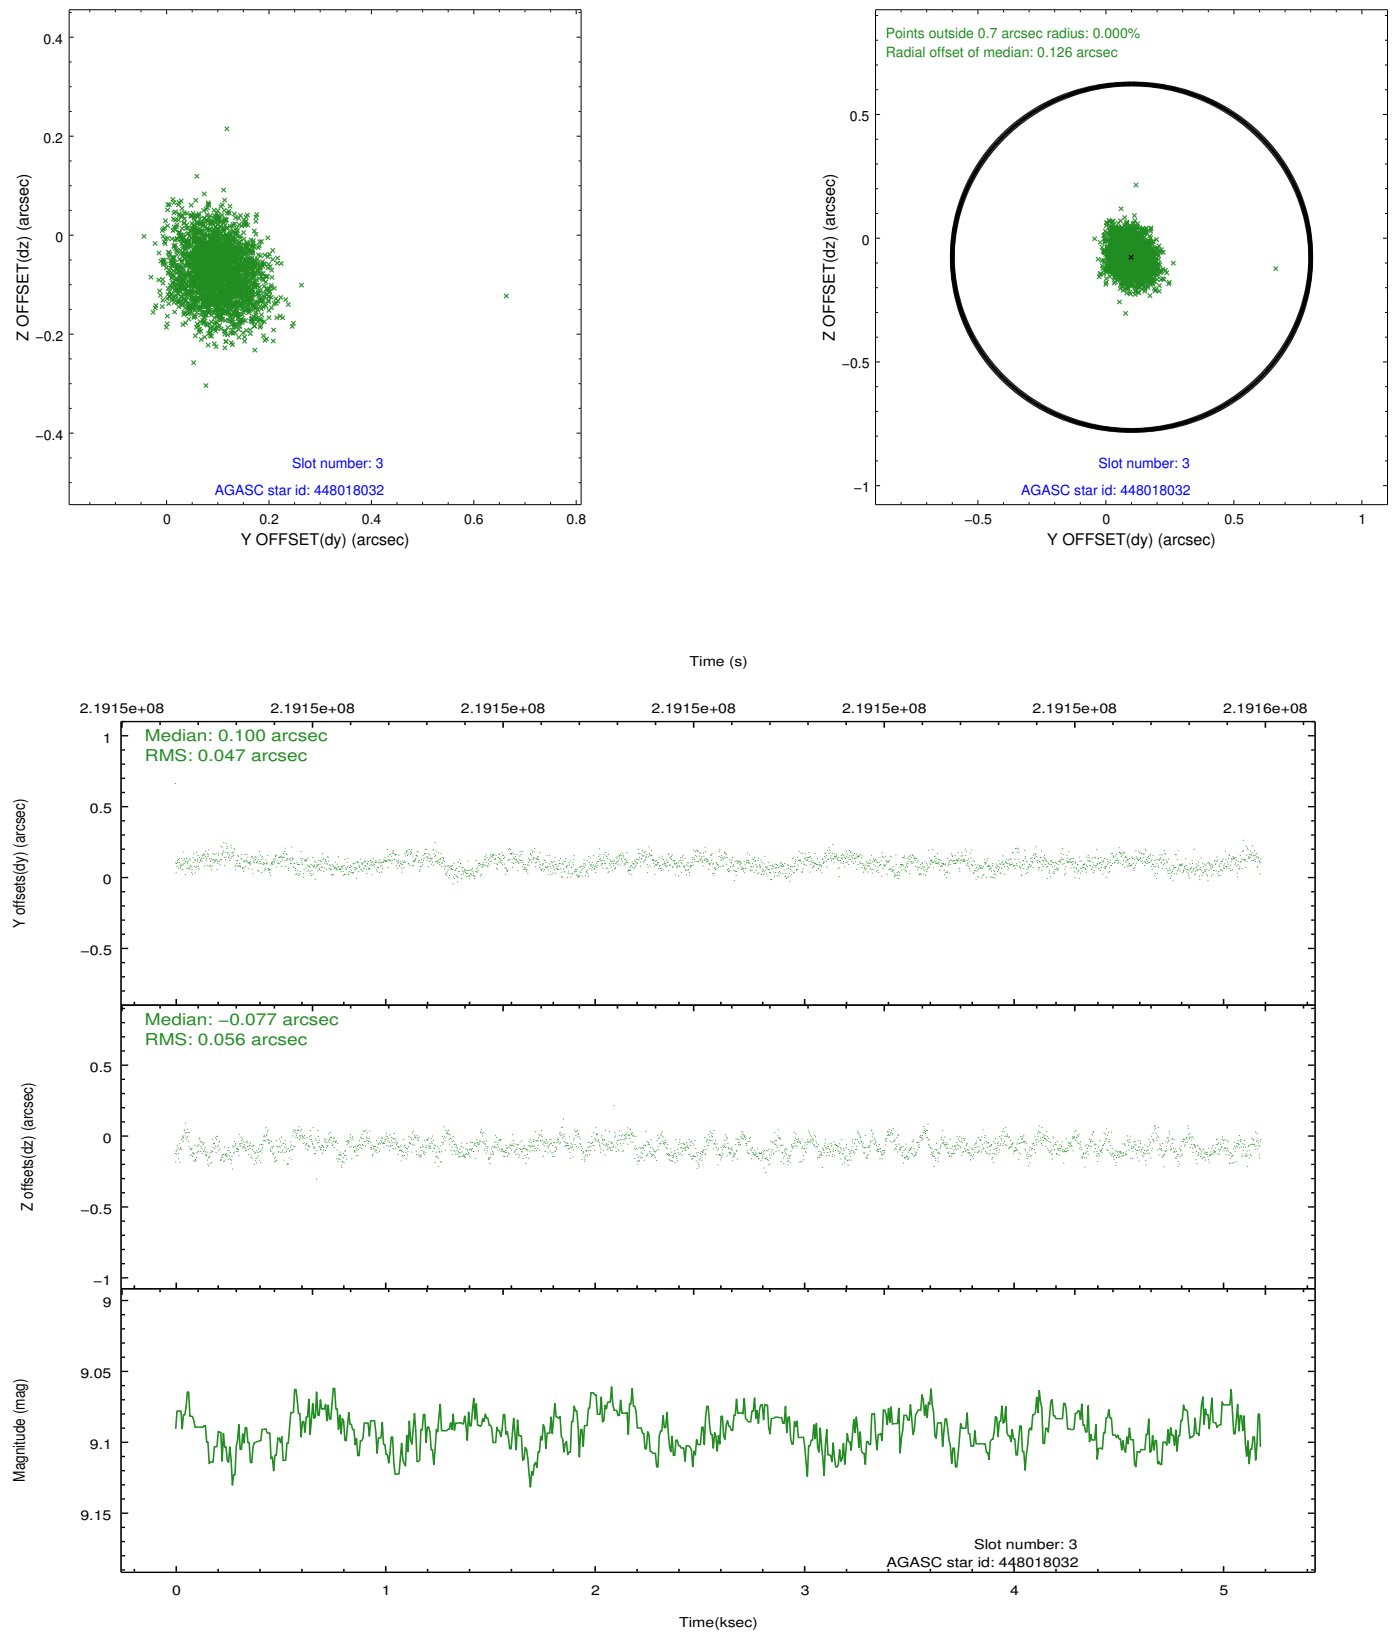 0.4
0.2
0
−0.2
−0.4
Z OFFSET(dz) (arcsec)
Slot number: 3
AGASC star id: 448018032
0 0.2 0.4 0.6 0.8
Y OFFSET(dy) (arcsec)
Points outside 0.7 arcsec radius: 0.000%
Radial offset of median: 0.126 arcsec
0.5
0
−0.5
−1
Z OFFSET(dz) (arcsec)
Slot number: 3
AGASC star id: 448018032
−0.5 0 0.5 1
Y OFFSET(dy) (arcsec)
Time (s)
2.1915e+08 2.1915e+08 2.1915e+08 2.1915e+08 2.1915e+08 2.1915e+08 2.1916e+08
Median: 0.100 arcsec
RMS: 0.047 arcsec
1
0.5
0
−0.5
Y offsets(dy) (arcsec)
Median: −0.077 arcsec
RMS: 0.056 arcsec
0.5
0
−0.5
−1
Z offsets(dz) (arcsec)
9
9.05
9.1
9.15
Magnitude (mag)
Slot number: 3
AGASC star id: 448018032
0 1 2 3 4 5
Time(ksec)